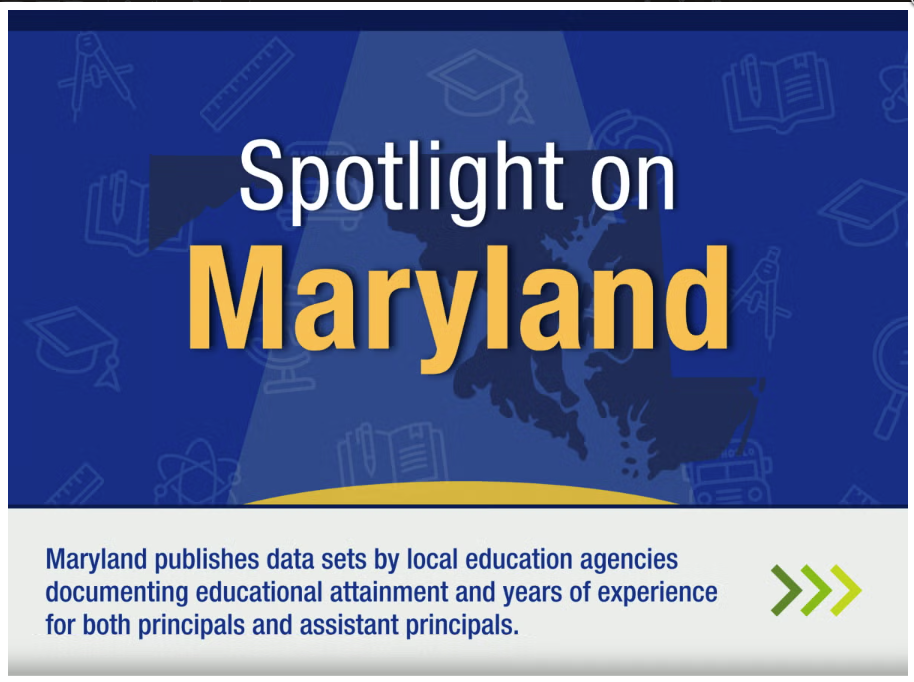 Spotlight on
Maryland
Maryland publishes data sets by local education agencies
documenting educational attainment and years of experience
for both principals and assistant principals.